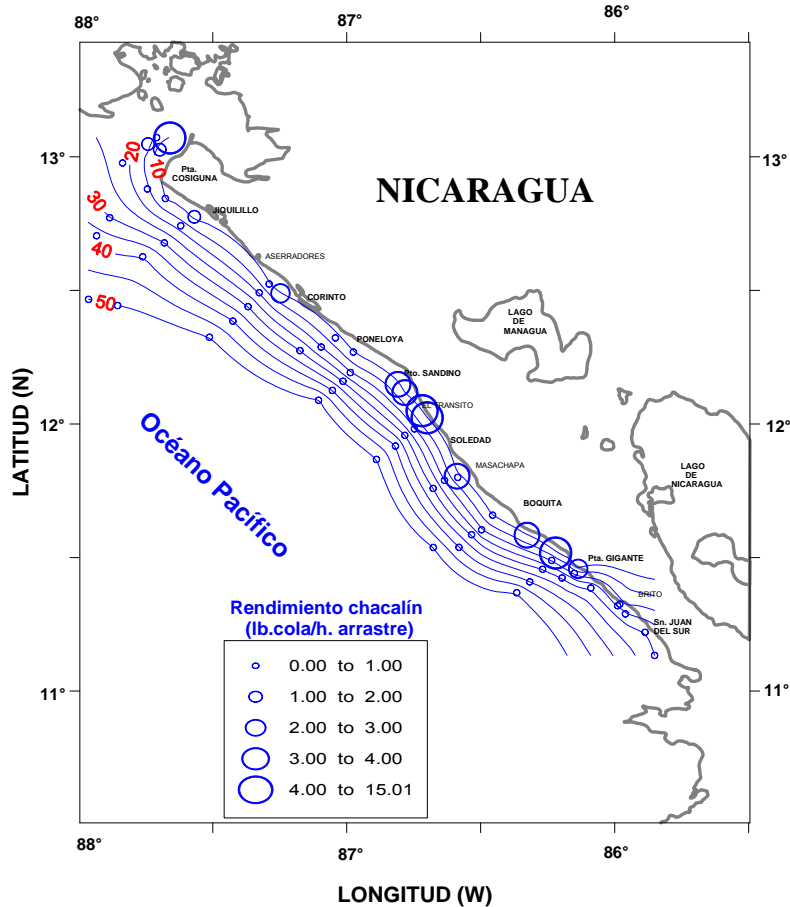 88°
87°
86°
13°
13°
20
10
Pta.
COSIGUNA
NICARAGUA
30
JIQUILILLO
40
ASERRADORES
50
CORINTO
LAGO
DE
MANAGUA
PONELOYA
Pto. SANDINO
EL TRANSITO
12°
12°
SOLEDAD
LATITUD (N)
Océano Pacífico
MASACHAPA
LAGO
DE
NICARAGUA
BOQUITA
Pta. GIGANTE
BRITO
Rendimiento chacalín
(lb.cola/h. arrastre)
Sn. JUAN
DEL SUR
0.00 to 1.00
1.00 to 2.00
2.00 to 3.00
3.00 to 4.00
4.00 to 15.01
11°
11°
88°
87°
86°
LONGITUD (W)